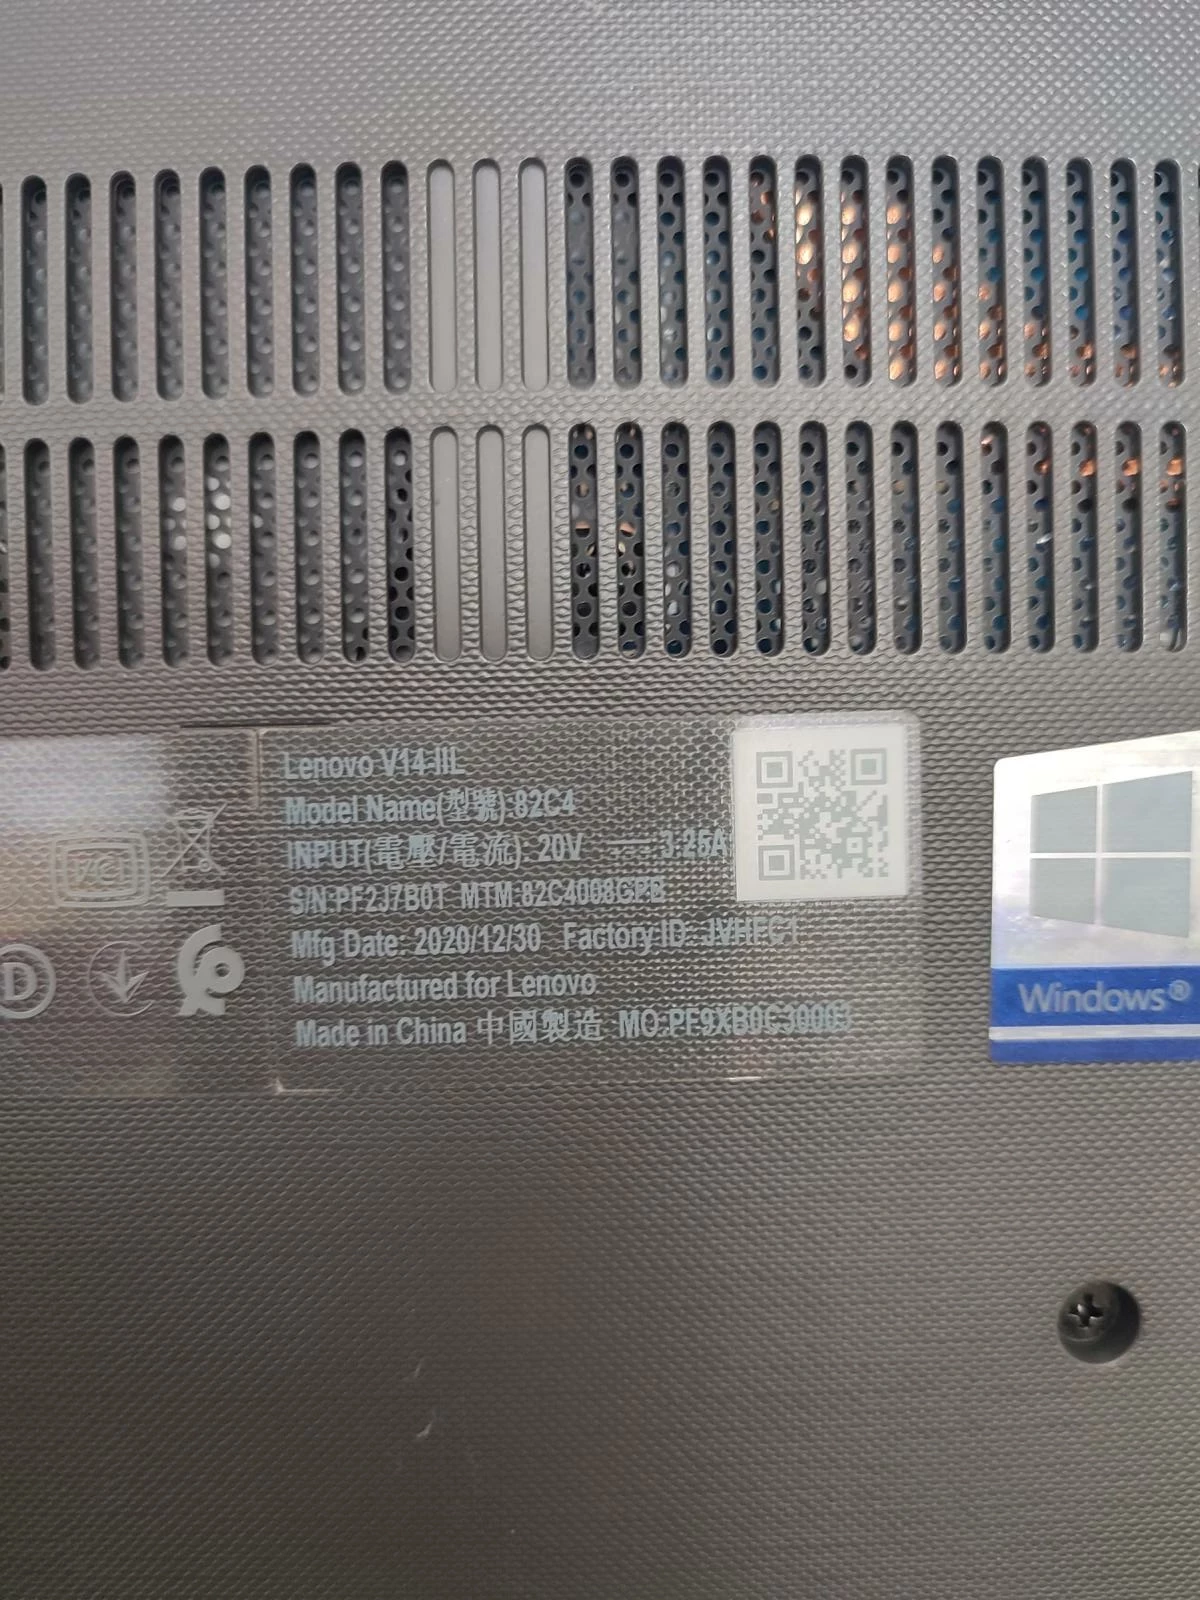 Lenovo V14-IIL
Model Name(型號):82C4
INPUT(電壓/電流): 20V ⎓ 3.25A
S/N:PF2J7B0T MTM:82C4008GPB
Mfg Date: 2020/12/30 Factory ID: JVHFC1
Manufactured for Lenovo
Made in China 中國製造 MO:PF9XB0C30003
VCI
D
Windows®